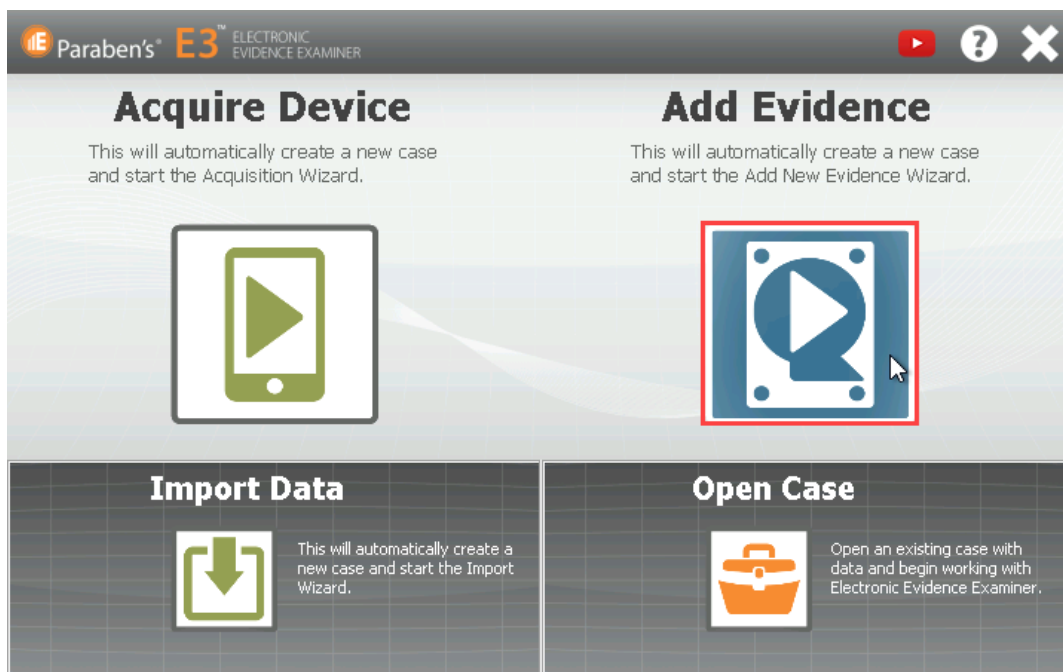 Paraben's® E3™ ELECTRONIC
EVIDENCE EXAMINER
Acquire Device
This will automatically create a new case
and start the Acquisition Wizard.
Add Evidence
This will automatically create a new case
and start the Add New Evidence Wizard.
Import Data
This will automatically create a
new case and start the Import
Wizard.
Open Case
Open an existing case with
data and begin working with
Electronic Evidence Examiner.